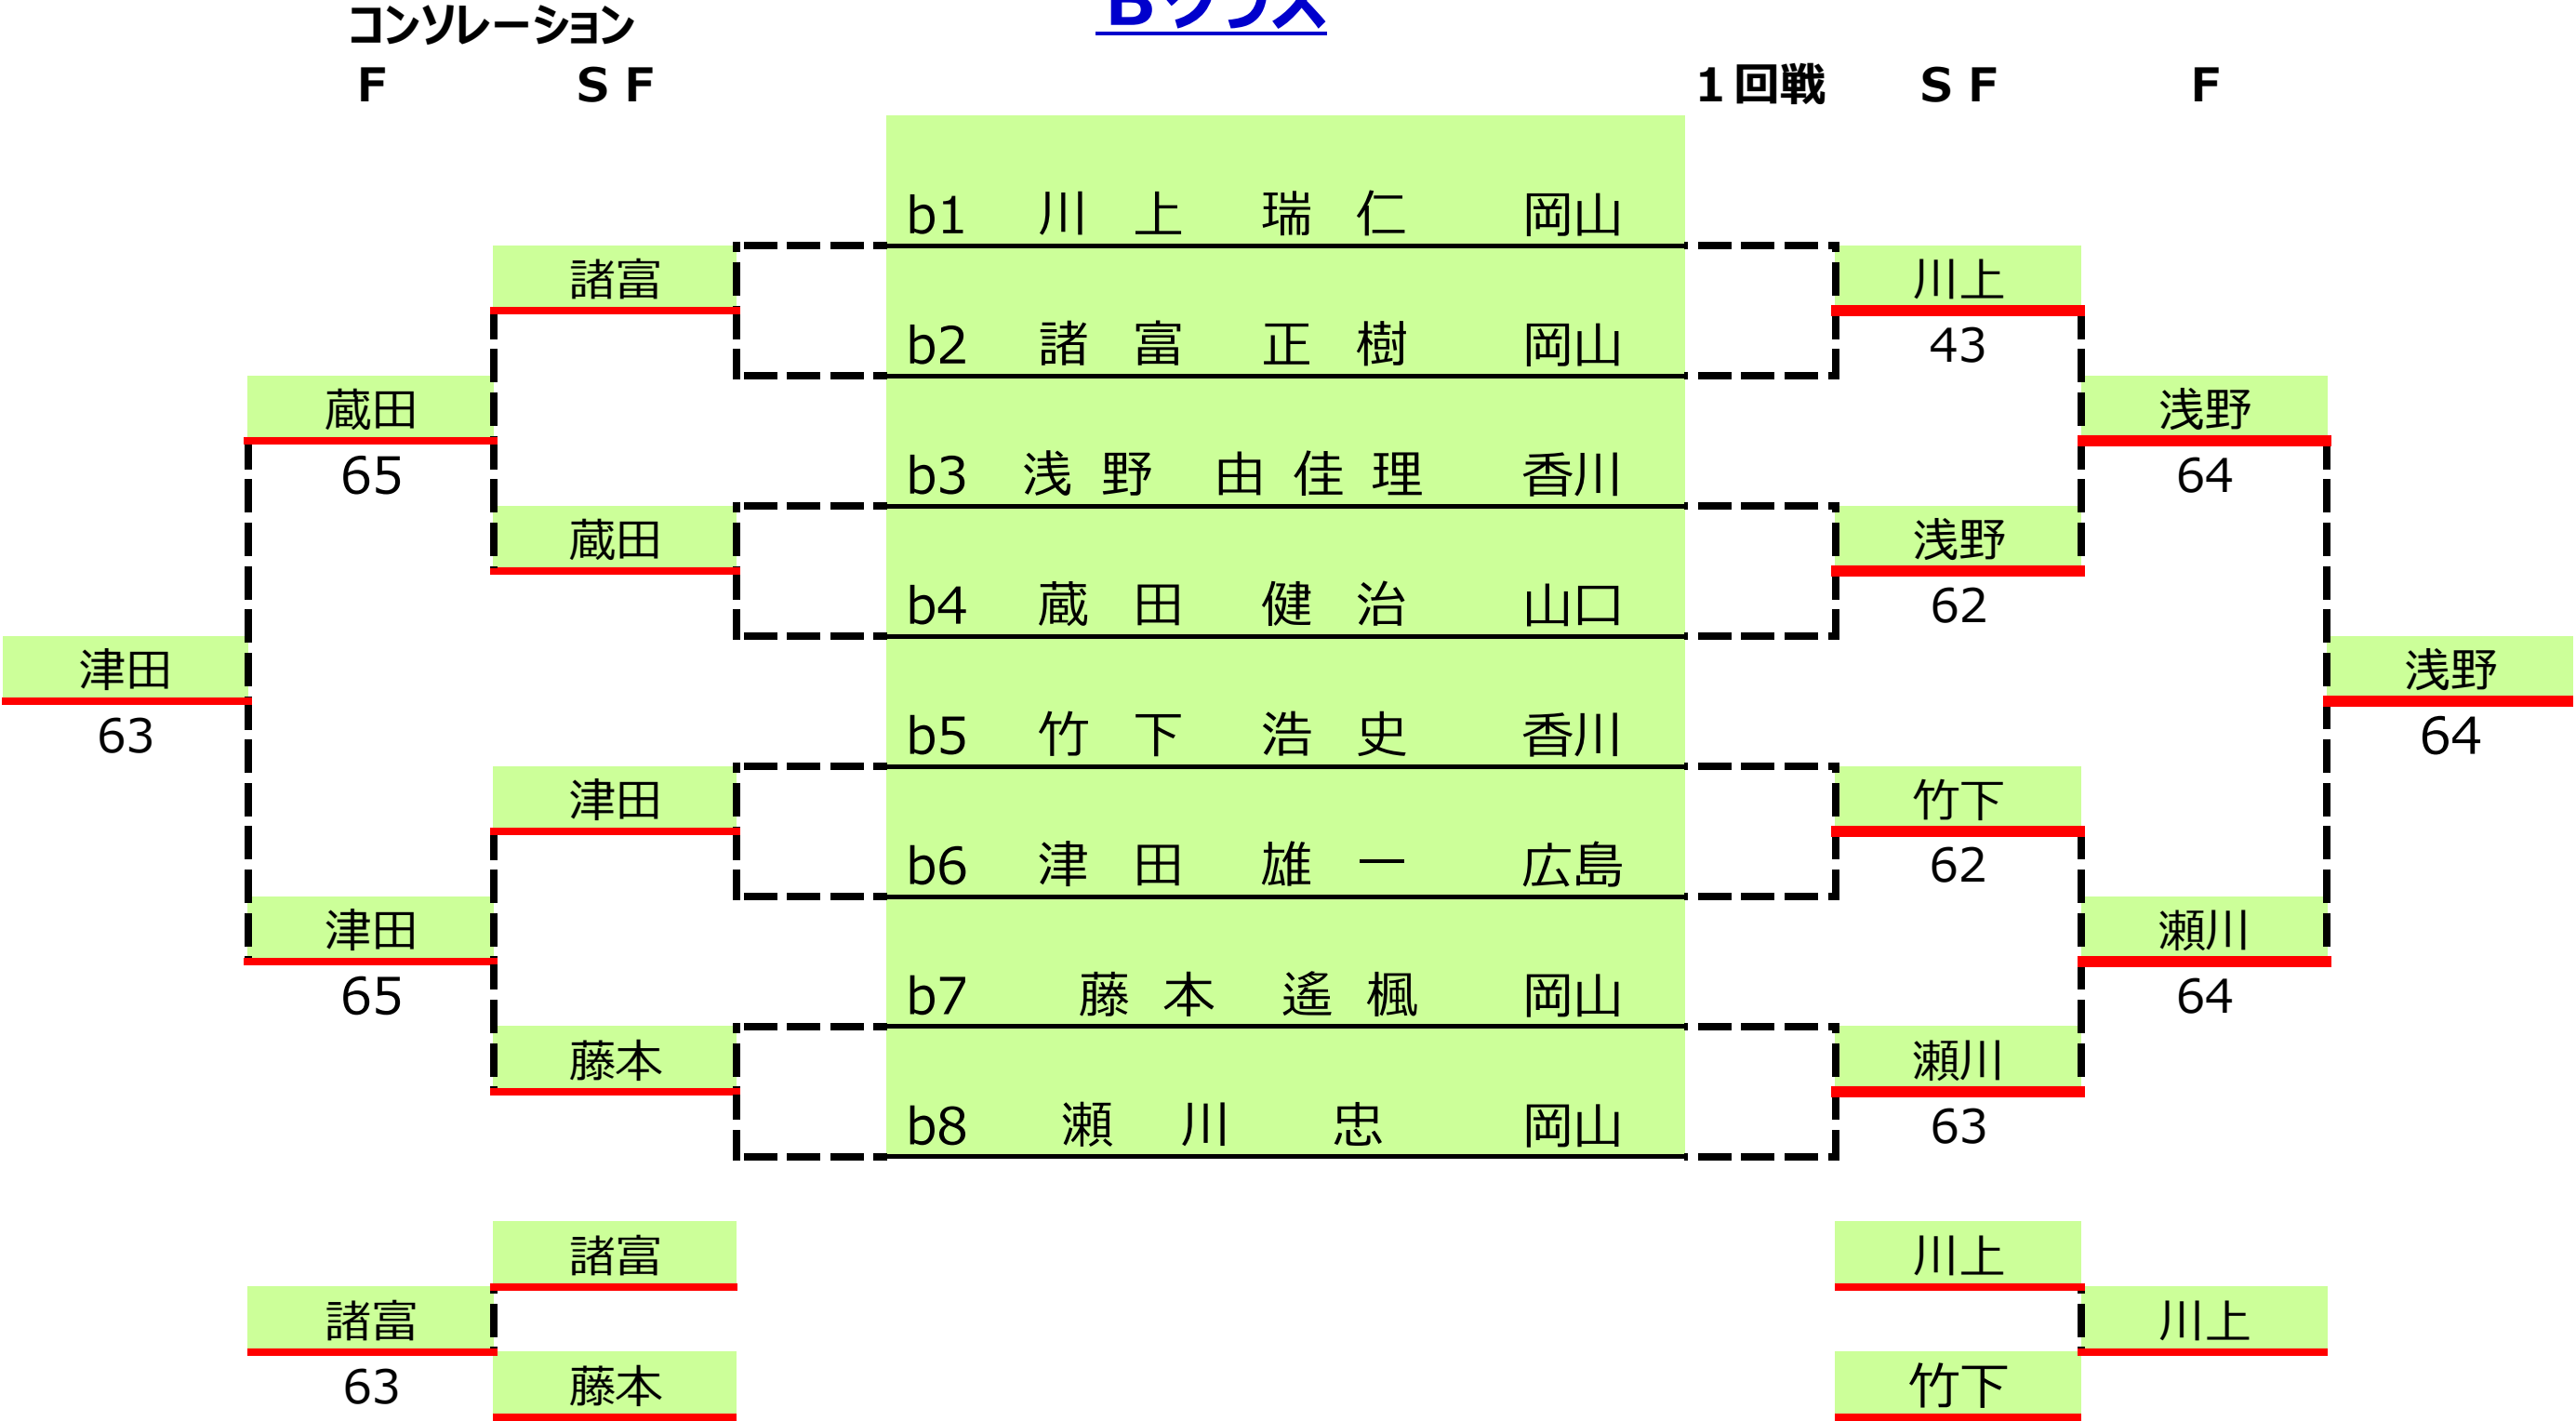 Bクラス
コンソレーション
F SF 1回戦 SF F
b1 川上 瑞仁 岡山
諸富 川上
b2 諸富 正樹 岡山 43
蔵田 浅野
65 b3 浅野 由佳理 香川 64
蔵田 浅野
b4 蔵田 健治 山口 62
津田 浅野
63 b5 竹下 浩史 香川 64
津田 竹下
b6 津田 雄一 広島 62
津田 瀬川
65 b7 藤本 遙楓 岡山 64
藤本 瀬川
b8 瀬川 忠 岡山 63
諸富 川上
諸富 川上
63 藤本 竹下